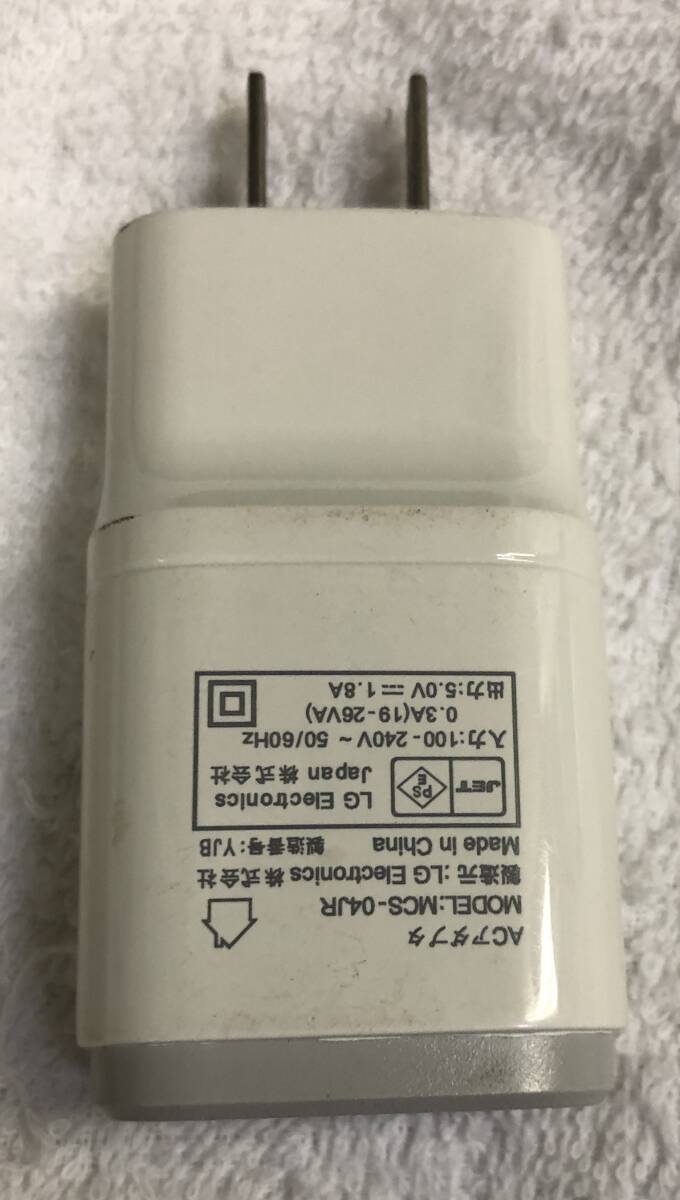 ACアダプタ
MODEL:MCS-04JR
製造元:LG Electronics 株式会社
Made in China 製造番号:YJB
JET PS E LG Electronics
Japan 株式会社
入力:100-240V ~ 50/60Hz
0.3A(19-26VA)
出力:5.0V ⎓ 1.8A